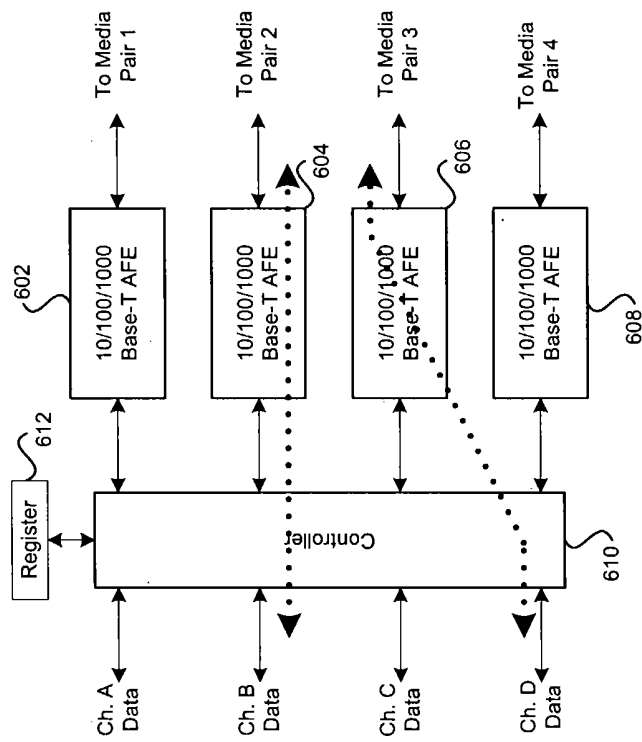 Ch. A
Data
Ch. B
Data
Ch. C
Data
Ch. D
Data
Register
612
Controller
610
602
10/100/1000
Base-T AFE
10/100/1000
Base-T AFE
604
10/100/1000
Base-T AFE
606
10/100/1000
Base-T AFE
608
To Media
Pair 1
To Media
Pair 2
To Media
Pair 3
To Media
Pair 4